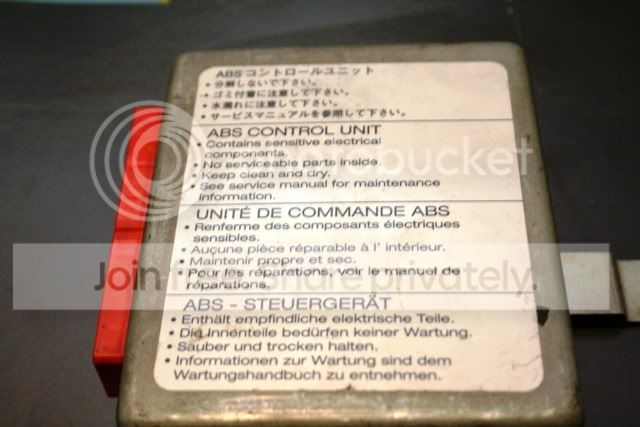 ABS コントロールユニット
• 分解しないで下さい。
• ゴミ付着に注意して下さい。
• 水濡れに注意して下さい。
• サービスマニュアルを参照して下さい。
ABS CONTROL UNIT
• Contains sensitive electrical
components.
• No serviceable parts inside.
• Keep clean and dry.
• See service manual for maintenance
information.
UNITÉ DE COMMANDE ABS
• Renferme des composants électriques
sensibles.
• Aucune pièce réparable à l' intérieur.
• Maintenir propre et sec.
• Pour les réparations, voir le manuel de
réparations.
ABS - STEUERGERÄT
• Enthält empfindliche elektrische Teile.
• Die Innenteile bedürfen keiner Wartung.
• Sauber und trocken halten.
• Informationen zur Wartung sind dem
Wartungshandbuch zu entnehmen.